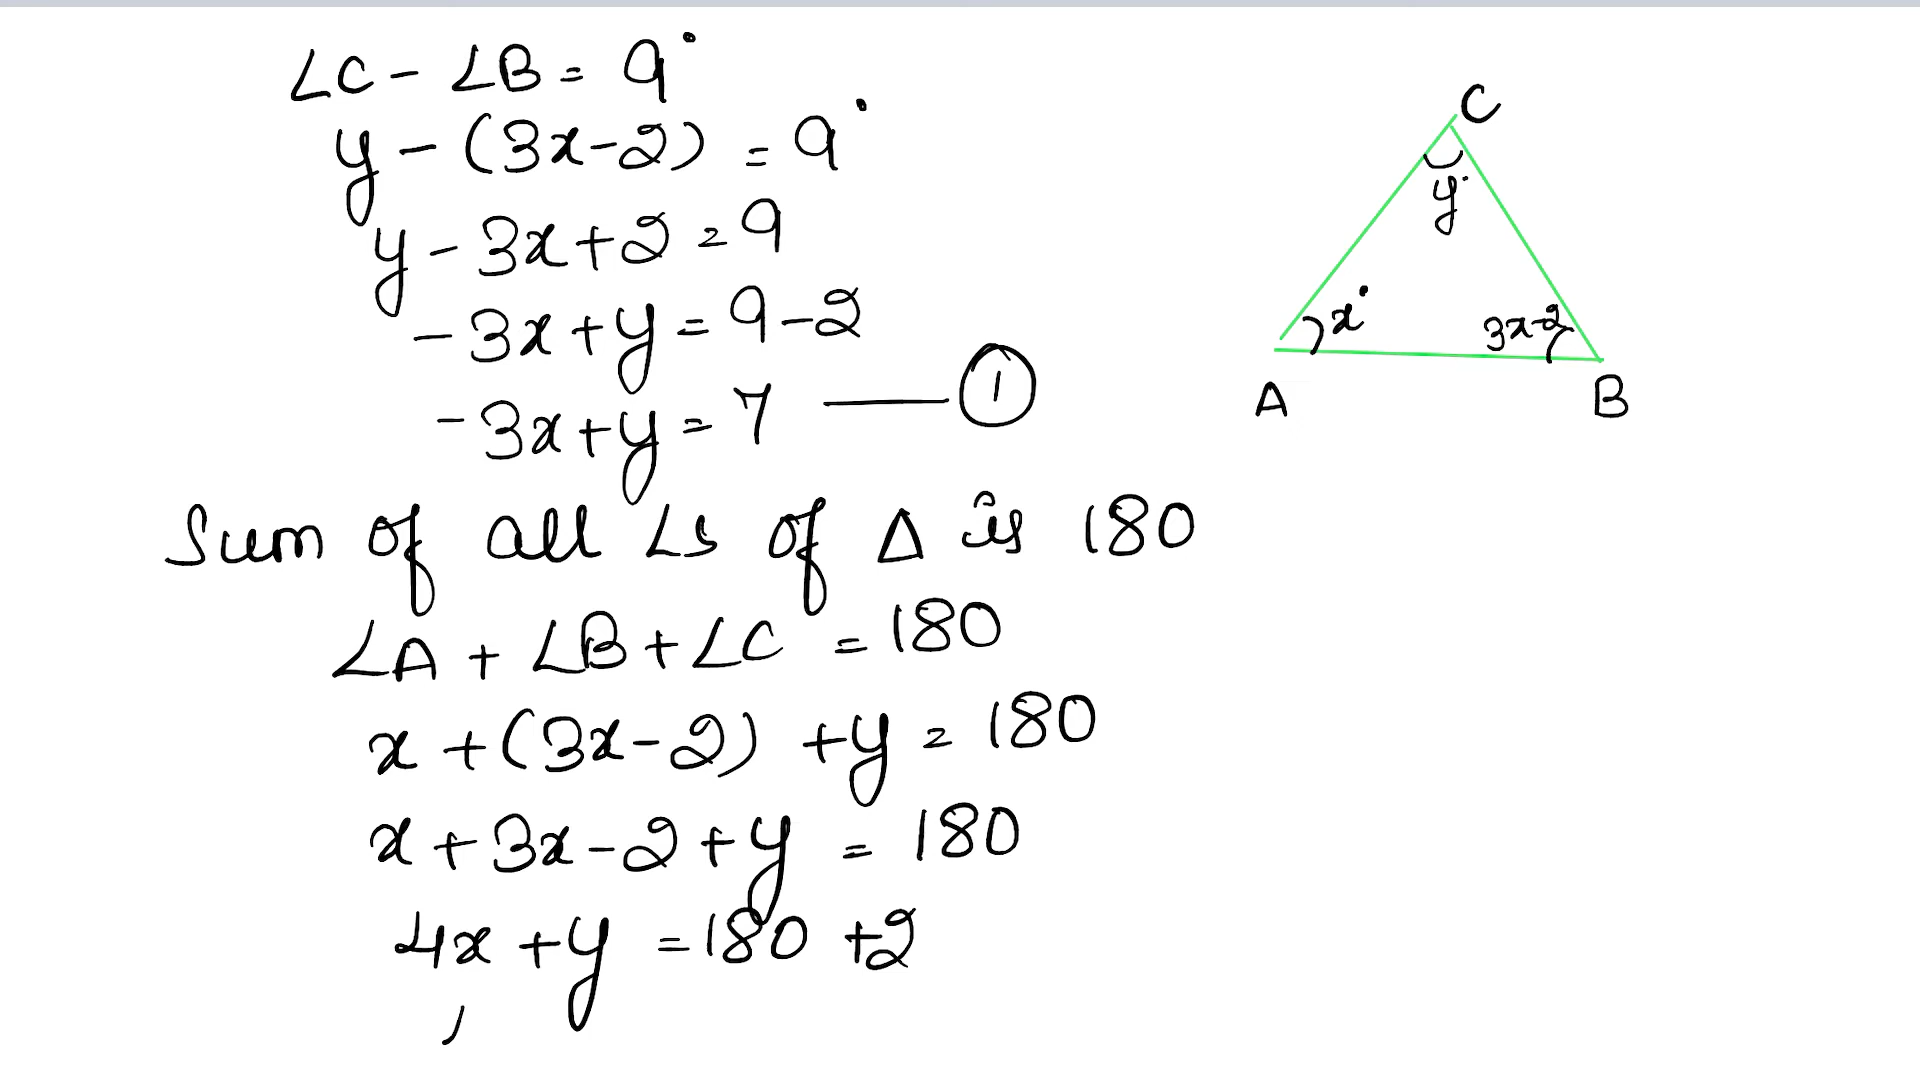 ∠C - ∠B = 9°
y - (3x-2) = 9°
y - 3x + 2 = 9
-3x + y = 9 - 2
-3x + y = 7 —— ①
Sum of all ∠s of Δ is 180
∠A + ∠B + ∠C = 180
x + (3x-2) + y = 180
x + 3x - 2 + y = 180
4x + y = 180 + 2
C
y°
x°
3x-2
A
B